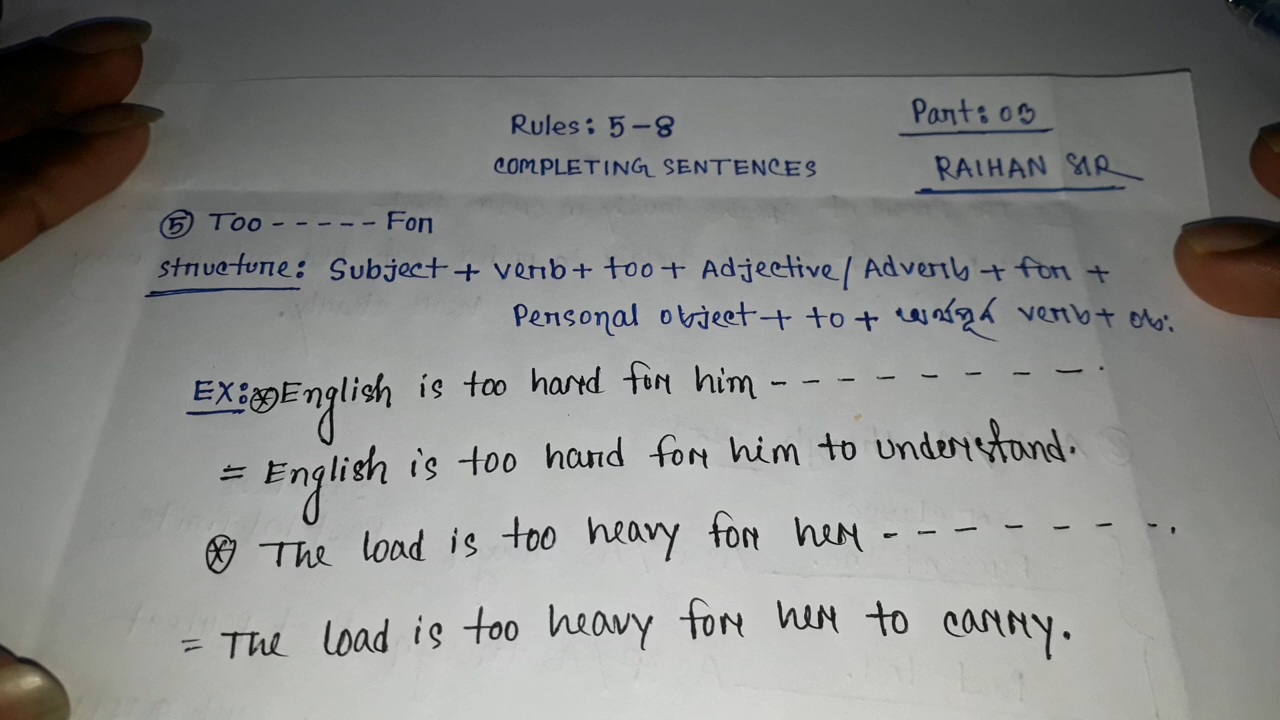 Rules: 5-8
Part: 03
COMPLETING SENTENCES
RAIHAN SIR
⑤ Too ----- For
structure: Subject + verb + too + Adjective/Adverb + for +
Personal object + to + verb + ob:
EX: ⊛ English is too hard for him - - - - - - - - - .
= English is too hard for him to understand.
⊛ The load is too heavy for her - - - - - - - - .
= The load is too heavy for her to carry.